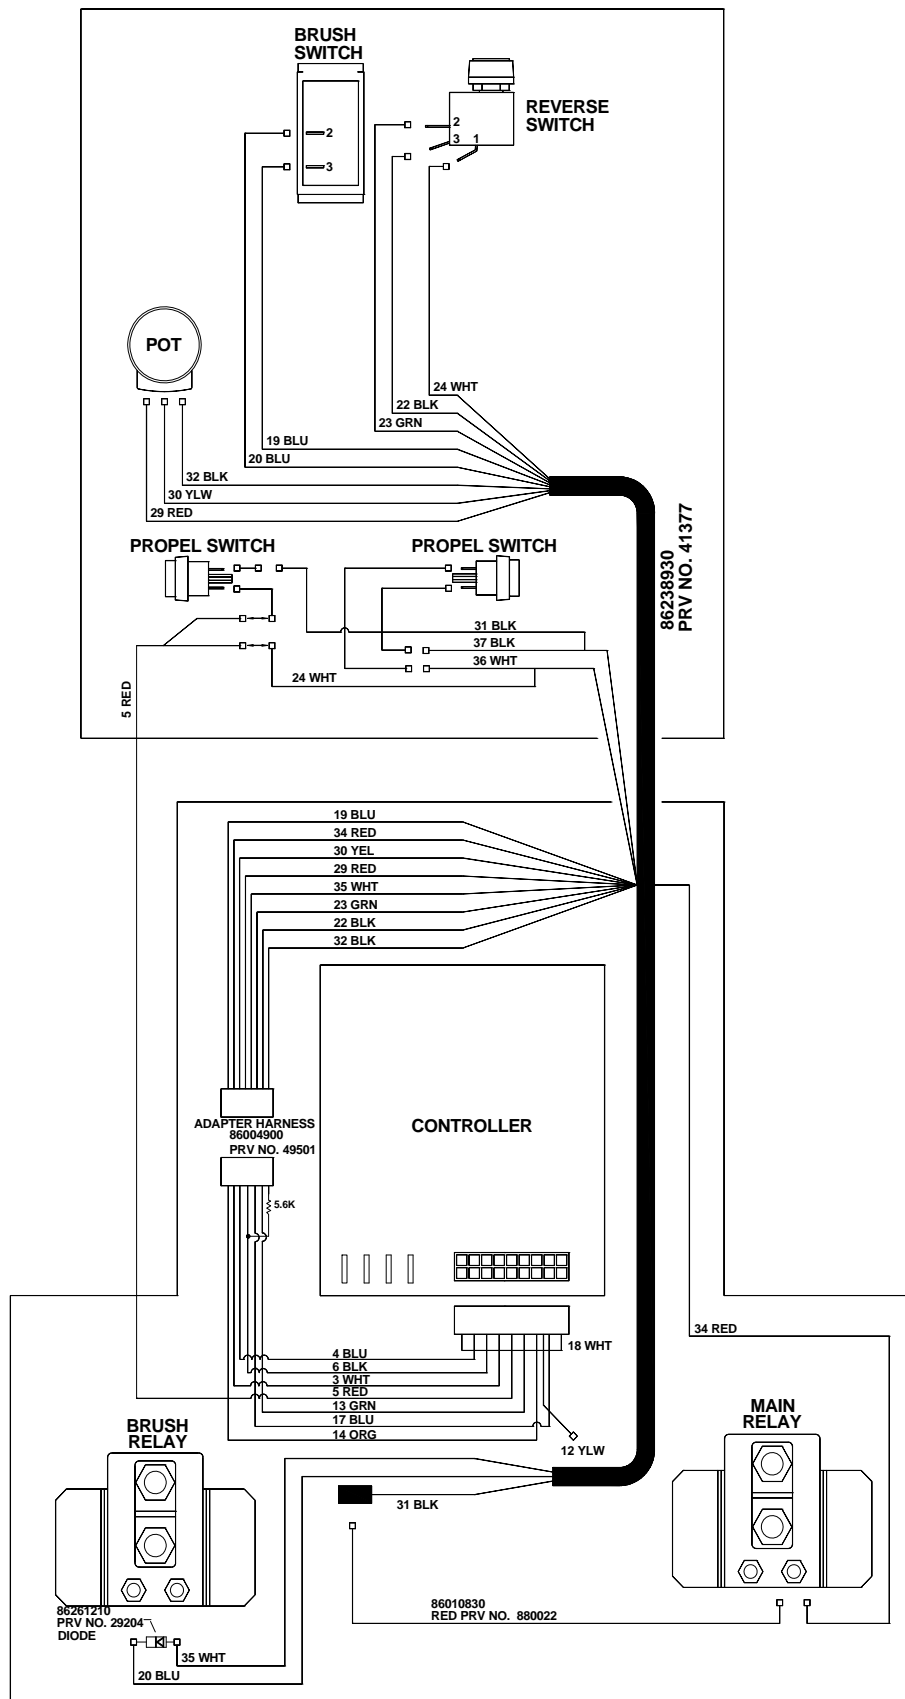 BRUSH
SWITCH
REVERSE
SWITCH
2
3
2
3 1
POT
24 WHT
22 BLK
23 GRN
19 BLU
20 BLU
32 BLK
30 YLW
29 RED
PROPEL SWITCH
PROPEL SWITCH
86238930
PRV NO. 41377
31 BLK
37 BLK
36 WHT
24 WHT
5 RED
19 BLU
34 RED
30 YEL
29 RED
35 WHT
23 GRN
22 BLK
32 BLK
ADAPTER HARNESS
86004900
PRV NO. 49501
CONTROLLER
5.6K
34 RED
18 WHT
4 BLU
6 BLK
3 WHT
5 RED
13 GRN
17 BLU
14 ORG
12 YLW
BRUSH
RELAY
MAIN
RELAY
31 BLK
86010830
RED PRV NO. 880022
86261210
PRV NO. 29204
DIODE
35 WHT
20 BLU